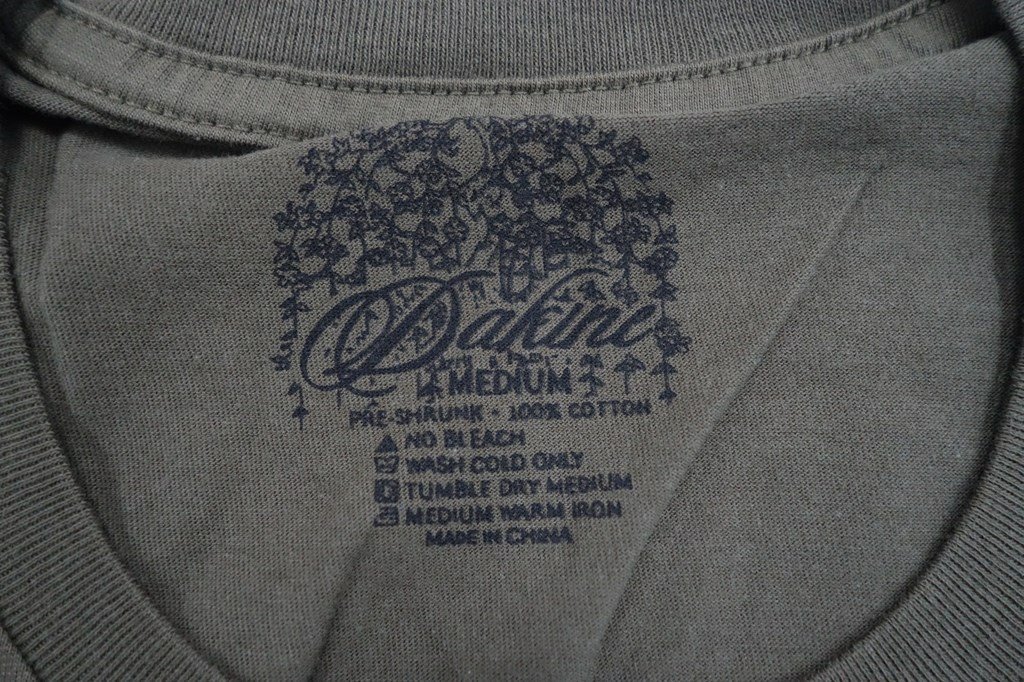 Dakine
MEDIUM
PRE-SHRUNK - 100% COTTON
NO BLEACH
WASH COLD ONLY
TUMBLE DRY MEDIUM
MEDIUM WARM IRON
MADE IN CHINA